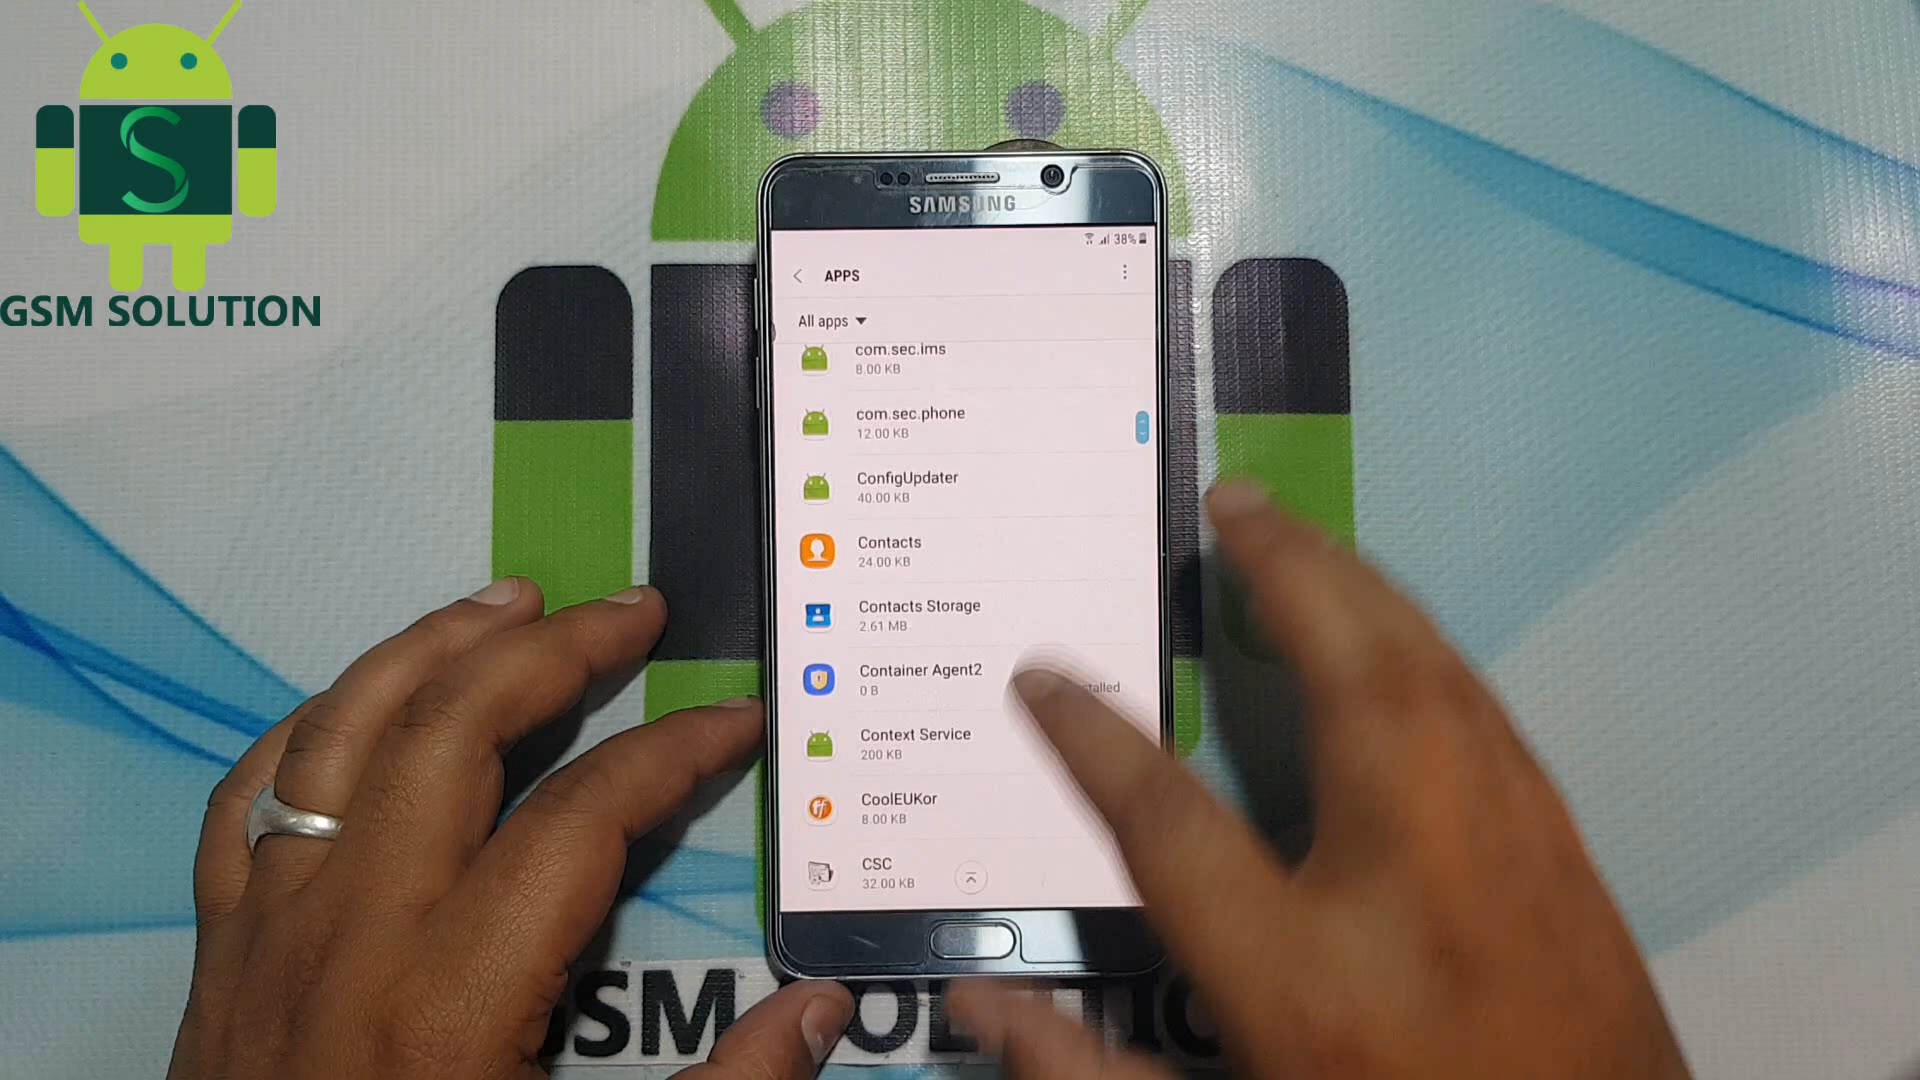 S
GSM SOLUTION
SAMSUNG
38%
APPS
All apps
com.sec.ims
8.00 KB
com.sec.phone
12.00 KB
ConfigUpdater
40.00 KB
Contacts
24.00 KB
Contacts Storage
2.61 MB
Container Agent2
0 B
Context Service
200 KB
CoolEUKor
8.00 KB
CSC
32.00 KB